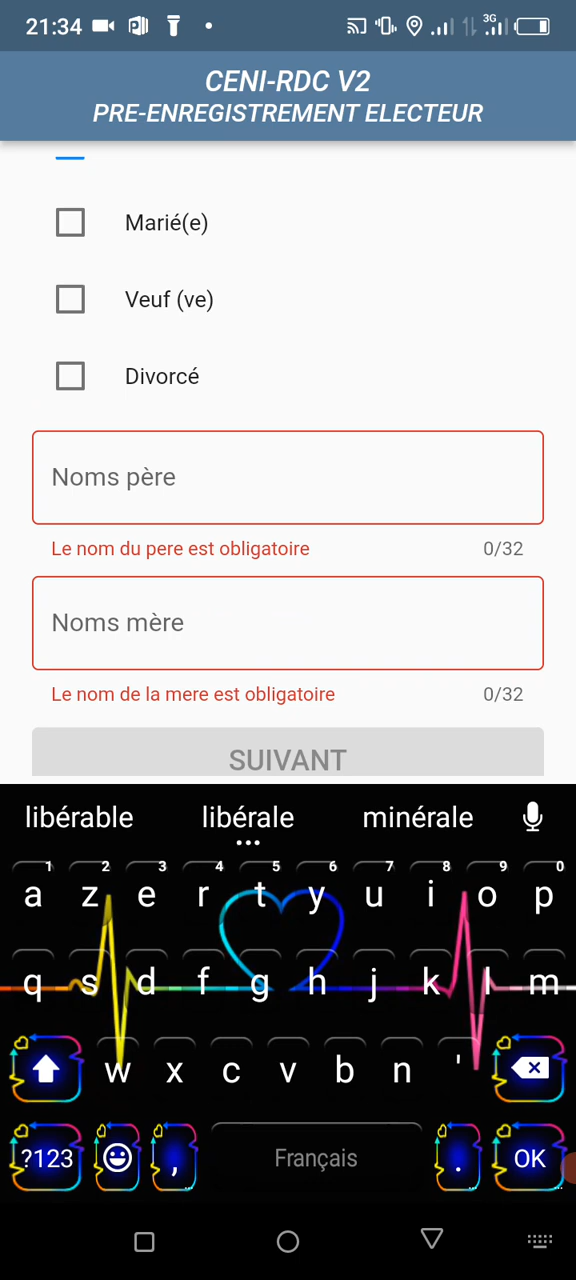 21:34 3G
CENI-RDC V2
PRE-ENREGISTREMENT ELECTEUR
Marié(e)
Veuf (ve)
Divorcé
Noms père
Le nom du pere est obligatoire 0/32
Noms mère
Le nom de la mere est obligatoire 0/32
SUIVANT
libérable libérale minérale
1 2 3 4 5 6 7 8 9 0
a z e r t y u i o p
q s d f g h j k l m
w x c v b n '
?123 , Français . OK